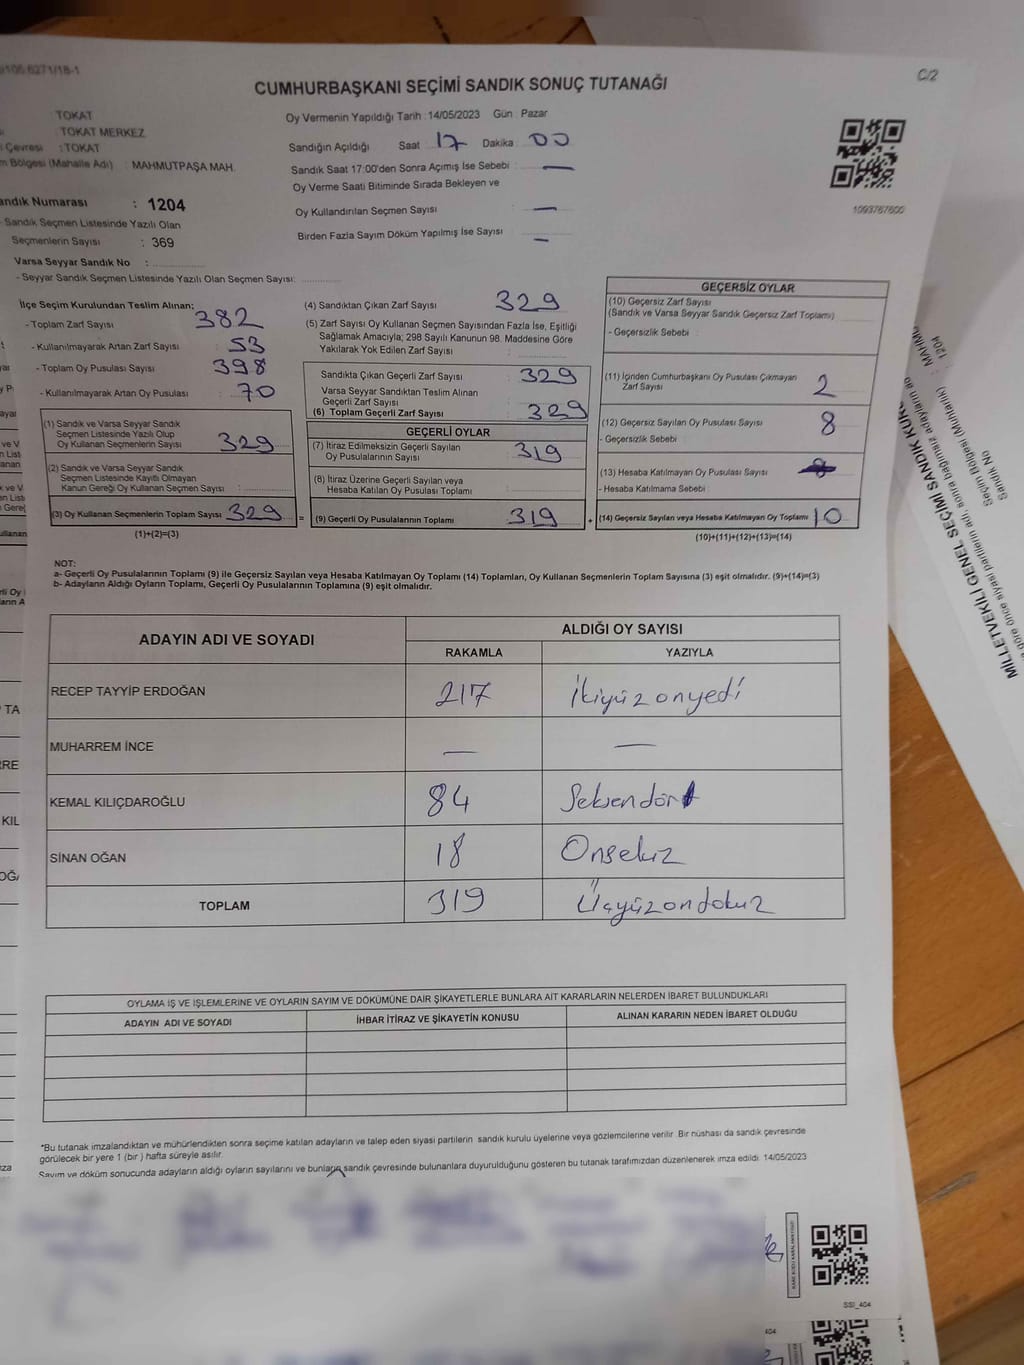 C/2
CUMHURBAŞKANI SEÇİMİ SANDIK SONUÇ TUTANAĞI
: TOKAT
: TOKAT MERKEZ
i Çevresi : TOKAT
m Bölgesi (Mahalle Adı) : MAHMUTPAŞA MAH.
andık Numarası : 1204
- Sandık Seçmen Listesinde Yazılı Olan
Seçmenlerin Sayısı : 369
Varsa Seyyar Sandık No :
- Seyyar Sandık Seçmen Listesinde Yazılı Olan Seçmen Sayısı:
Oy Vermenin Yapıldığı Tarih : 14/05/2023 Gün : Pazar
Sandığın Açıldığı Saat 17 Dakika 00
Sandık Saat 17:00'den Sonra Açımış İse Sebebi : —
Oy Verme Saati Bitiminde Sırada Bekleyen ve
Oy Kullandırılan Seçmen Sayısı : —
Birden Fazla Sayım Döküm Yapılmış İse Sayısı : —
1093767600
İlçe Seçim Kurulundan Teslim Alınan;
- Toplam Zarf Sayısı : 382
- Kullanılmayarak Artan Zarf Sayısı : 53
- Toplam Oy Pusulası Sayısı : 398
- Kullanılmayarak Artan Oy Pusulası : 70
(1) Sandık ve Varsa Seyyar Sandık
Seçmen Listesinde Yazılı Olup
Oy Kullanan Seçmenlerin Sayısı : 329
(2) Sandık ve Varsa Seyyar Sandık
Seçmen Listesinde Kayıtlı Olmayan
Kanun Gereği Oy Kullanan Seçmen Sayısı :
(3) Oy Kullanan Seçmenlerin Toplam Sayısı : 329 =
(1)+(2)=(3)
(4) Sandıktan Çıkan Zarf Sayısı : 329
(5) Zarf Sayısı Oy Kullanan Seçmen Sayısından Fazla İse, Eşitliği
Sağlamak Amacıyla; 298 Sayılı Kanunun 98. Maddesine Göre
Yakılarak Yok Edilen Zarf Sayısı :
Sandıkta Çıkan Geçerli Zarf Sayısı : 329
Varsa Seyyar Sandıktan Teslim Alınan
Geçerli Zarf Sayısı :
(6) Toplam Geçerli Zarf Sayısı : 329
GEÇERLİ OYLAR
(7) İtiraz Edilmeksizin Geçerli Sayılan
Oy Pusulalarının Sayısı : 319
(8) İtiraz Üzerine Geçerli Sayılan veya
Hesaba Katılan Oy Pusulası Toplamı :
(9) Geçerli Oy Pusulalarının Toplamı : 319 +
GEÇERSİZ OYLAR
(10) Geçersiz Zarf Sayısı
(Sandık ve Varsa Seyyar Sandık Geçersiz Zarf Toplamı)
- Geçersizlik Sebebi :
(11) İçinden Cumhurbaşkanı Oy Pusulası Çıkmayan
Zarf Sayısı : 2
(12) Geçersiz Sayılan Oy Pusulası Sayısı : 8
- Geçersizlik Sebebi :
(13) Hesaba Katılmayan Oy Pusulası Sayısı :
- Hesaba Katılmama Sebebi :
(14) Geçersiz Sayılan veya Hesaba Katılmayan Oy Toplamı 10
(10)+(11)+(12)+(13)=(14)
NOT:
a- Geçerli Oy Pusulalarının Toplamı (9) ile Geçersiz Sayılan veya Hesaba Katılmayan Oy Toplamı (14) Toplamları, Oy Kullanan Seçmenlerin Toplam Sayısına (3) eşit olmalıdır. (9)+(14)=(3)
b- Adayların Aldığı Oyların Toplamı, Geçerli Oy Pusulalarının Toplamına (9) eşit olmalıdır.
ADAYIN ADI VE SOYADI ALDIĞI OY SAYISI
RAKAMLA YAZIYLA
RECEP TAYYİP ERDOĞAN 217 İkiyüzonyedi
MUHARREM İNCE — —
KEMAL KILIÇDAROĞLU 84 Seksendört
SİNAN OĞAN 18 Onsekiz
TOPLAM 319 Üçyüzondokuz
OYLAMA İŞ VE İŞLEMLERİNE VE OYLARIN SAYIM VE DÖKÜMÜNE DAİR ŞİKAYETLERLE BUNLARA AİT KARARLARIN NELERDEN İBARET BULUNDUKLARI
ADAYIN ADI VE SOYADI İHBAR İTİRAZ VE ŞİKAYETİN KONUSU ALINAN KARARIN NEDEN İBARET OLDUĞU
*Bu tutanak imzalandıktan ve mühürlendikten sonra seçime katılan adayların ve talep eden siyasi partilerin sandık kurulu üyelerine veya gözlemcilerine verilir. Bir nüshası da sandık çevresinde
görülecek bir yere 1 (bir ) hafta süreyle asılır.
Sayım ve döküm sonucunda adayların aldığı oyların sayılarını ve bunların sandık çevresinde bulunanlara duyurulduğunu gösteren bu tutanak tarafımızdan düzenlenerek imza edildi. 14/05/2023
SSI_404
404
MİLLETVEKİLİ GENEL SEÇİMİ SANDIK
Seçim Bölgesi (Muhtarlık) :
Sandık No : 1204